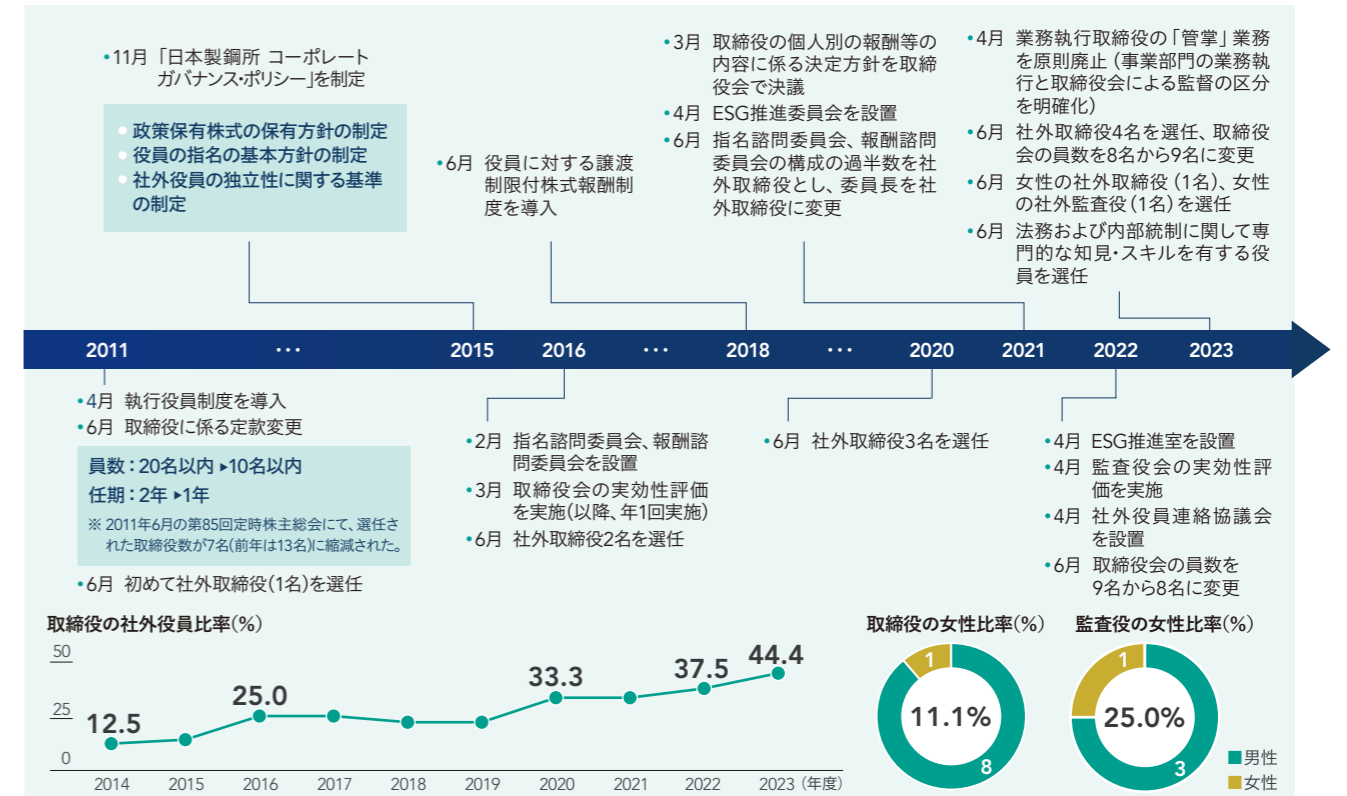 •11月 「日本製鋼所 コーポレート
ガバナンス・ポリシー」を制定
● 政策保有株式の保有方針の制定
● 役員の指名の基本方針の制定
● 社外役員の独立性に関する基準
の制定
•6月 役員に対する譲渡
制限付株式報酬制
度を導入
•3月 取締役の個人別の報酬等の
内容に係る決定方針を取締
役会で決議
•4月 ESG推進委員会を設置
•6月 指名諮問委員会、報酬諮問
委員会の構成の過半数を社
外取締役とし、委員長を社
外取締役に変更
•4月 業務執行取締役の「管掌」業務
を原則廃止（事業部門の業務執
行と取締役会による監督の区分
を明確化）
•6月 社外取締役4名を選任、取締役
会の員数を8名から9名に変更
•6月 女性の社外取締役（1名）、女性
の社外監査役（1名）を選任
•6月 法務および内部統制に関して専
門的な知見・スキルを有する役
員を選任
2011 … 2015 2016 … 2018 … 2020 2021 2022 2023
•4月 執行役員制度を導入
•6月 取締役に係る定款変更
員数：20名以内 ▶10名以内
任期：2年 ▶1年
※ 2011年6月の第85回定時株主総会にて、選任さ
れた取締役数が7名(前年は13名)に縮減された。
•6月 初めて社外取締役(1名)を選任
•2月 指名諮問委員会、報酬諮
問委員会を設置
•3月 取締役会の実効性評価
を実施(以降、年1回実施)
•6月 社外取締役2名を選任
•6月 社外取締役3名を選任
•4月 ESG推進室を設置
•4月 監査役会の実効性評
価を実施
•4月 社外役員連絡協議会
を設置
•6月 取締役会の員数を
9名から8名に変更
取締役の社外役員比率(%)
50
25
0
12.5
25.0
33.3
37.5
44.4
2014 2015 2016 2017 2018 2019 2020 2021 2022 2023 （年度）
取締役の女性比率(%)
1
11.1%
8
監査役の女性比率(%)
1
25.0%
3
■男性
■女性